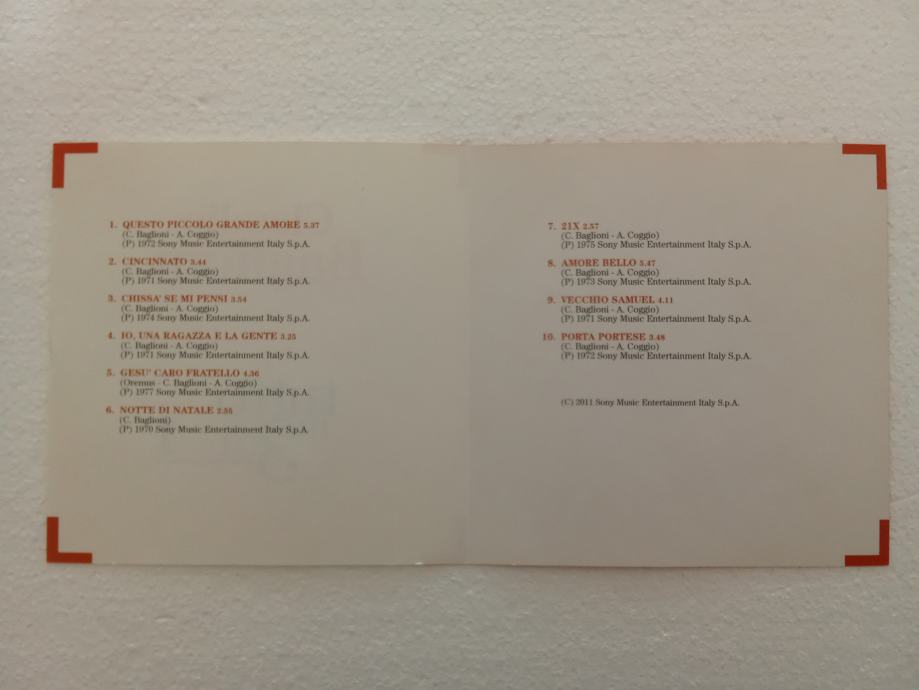 1. QUESTO PICCOLO GRANDE AMORE 5.37
(C. Baglioni - A. Coggio)
(P) 1972 Sony Music Entertainment Italy S.p.A.
2. CINCINNATO 3.44
(C. Baglioni - A. Coggio)
(P) 1971 Sony Music Entertainment Italy S.p.A.
3. CHISSA' SE MI PENSI 3.54
(C. Baglioni - A. Coggio)
(P) 1974 Sony Music Entertainment Italy S.p.A.
4. IO, UNA RAGAZZA E LA GENTE 3.25
(C. Baglioni - A. Coggio)
(P) 1971 Sony Music Entertainment Italy S.p.A.
5. GESU' CARO FRATELLO 4.36
(Oremus - C. Baglioni - A. Coggio)
(P) 1977 Sony Music Entertainment Italy S.p.A.
6. NOTTE DI NATALE 2.55
(C. Baglioni)
(P) 1970 Sony Music Entertainment Italy S.p.A.
7. 21X 2.57
(C. Baglioni - A. Coggio)
(P) 1975 Sony Music Entertainment Italy S.p.A.
8. AMORE BELLO 5.47
(C. Baglioni - A. Coggio)
(P) 1973 Sony Music Entertainment Italy S.p.A.
9. VECCHIO SAMUEL 4.11
(C. Baglioni - A. Coggio)
(P) 1971 Sony Music Entertainment Italy S.p.A.
10. PORTA PORTESE 3.48
(C. Baglioni - A. Coggio)
(P) 1972 Sony Music Entertainment Italy S.p.A.
(C) 2011 Sony Music Entertainment Italy S.p.A.